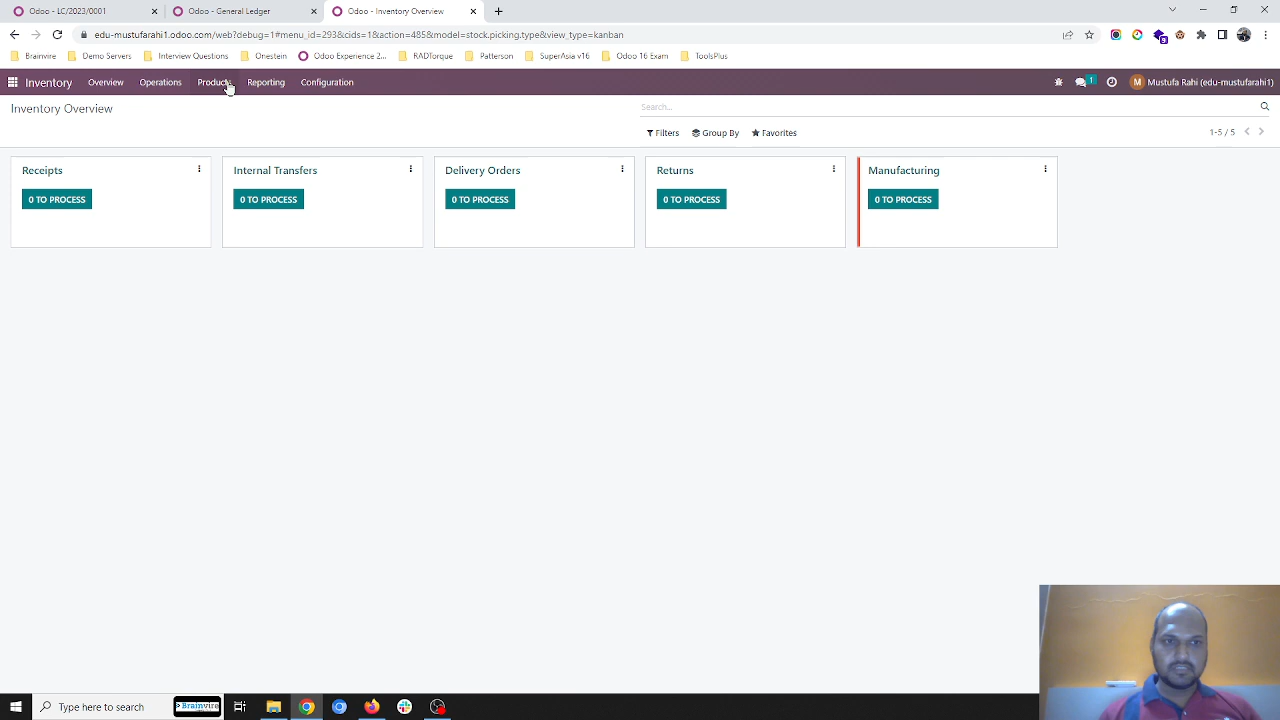 Odoo - LC/2023/0001
Odoo - General Ledger
Odoo - Inventory Overview
edu-mustufarahi1.odoo.com/web?debug=1#menu_id=293&cids=1&action=485&model=stock.picking.type&view_type=kanban
Brainvire
Demo Servers
Interview Questions
Onestein
Odoo Experience 2...
RADTorque
Patterson
SuperAsia v16
Odoo 16 Exam
ToolsPlus
Inventory
Overview
Operations
Products
Reporting
Configuration
1
M
Mustufa Rahi (edu-mustufarahi1)
Inventory Overview
Search...
Filters
Group By
Favorites
1-5 / 5
Receipts
0 TO PROCESS
Internal Transfers
0 TO PROCESS
Delivery Orders
0 TO PROCESS
Returns
0 TO PROCESS
Manufacturing
0 TO PROCESS
Type here to search
Brainvire